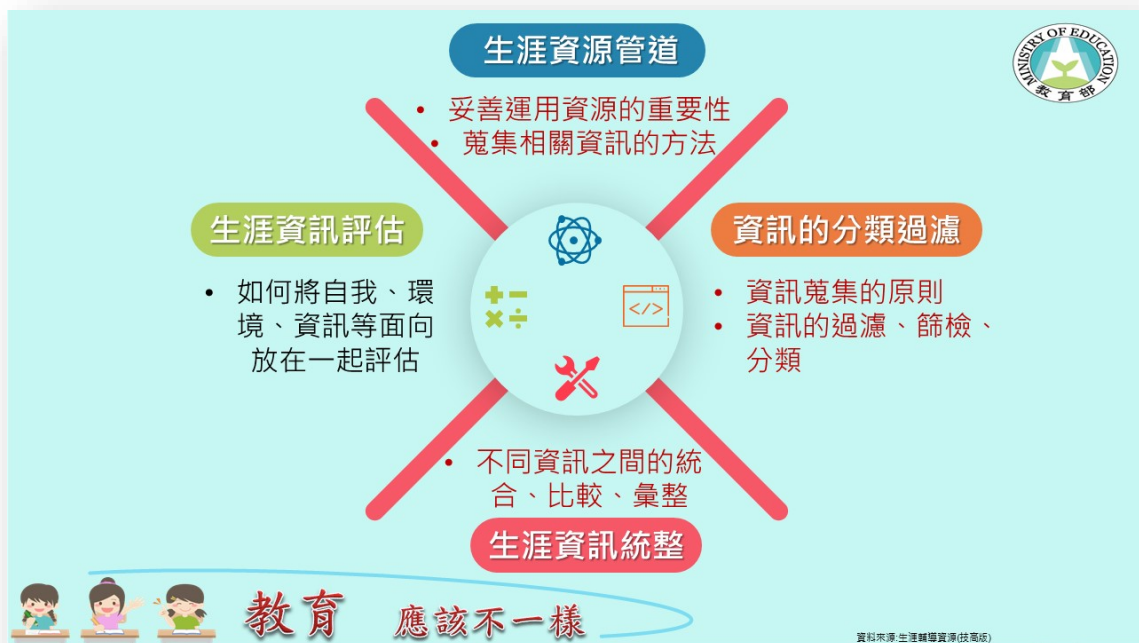 生涯資源管道
MINISTRY OF EDUCATION
教育部
• 妥善運用資源的重要性
• 蒐集相關資訊的方法
生涯資訊評估
• 如何將自我、環
境、資訊等面向
放在一起評估
資訊的分類過濾
• 資訊蒐集的原則
• 資訊的過濾、篩檢、
分類
</>
• 不同資訊之間的統
合、比較、彙整
生涯資訊統整
教育 應該不一樣
資料來源:生涯輔導資源(技高版)